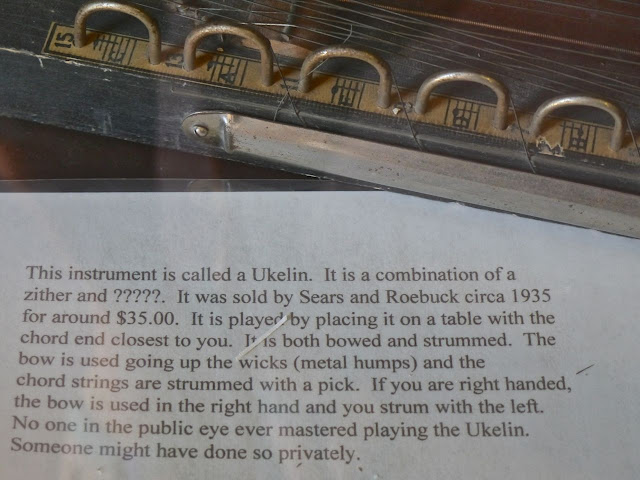 15
This instrument is called a Ukelin. It is a combination of a
zither and ?????. It was sold by Sears and Roebuck circa 1935
for around $35.00. It is played by placing it on a table with the
chord end closest to you. It is both bowed and strummed. The
bow is used going up the wicks (metal humps) and the
chord strings are strummed with a pick. If you are right handed,
the bow is used in the right hand and you strum with the left.
No one in the public eye ever mastered playing the Ukelin.
Someone might have done so privately.